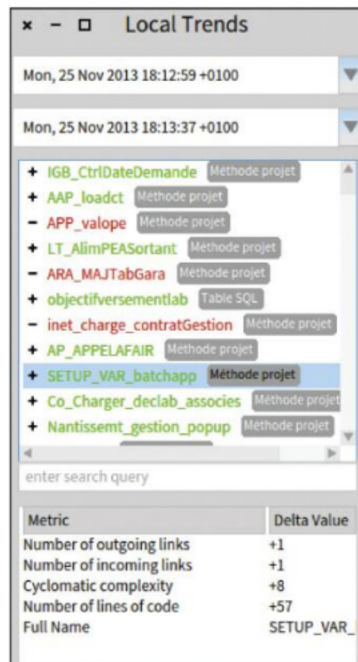 × − □ Local Trends
Mon, 25 Nov 2013 18:12:59 +0100
Mon, 25 Nov 2013 18:13:37 +0100
+ IGB_CtrlDateDemande Méthode projet
+ AAP_loadct Méthode projet
− APP_valope Méthode projet
+ LT_AlimPEASortant Méthode projet
− ARA_MAJTabGara Méthode projet
+ objectifversementlab Table SQL
− inet_charge_contratGestion Méthode projet
+ AP_APPELAFAIR Méthode projet
+ SETUP_VAR_batchapp Méthode projet
+ Co_Charger_declab_associes Méthode projet
+ Nantissemt_gestion_popup Méthode projet
enter search query
Metric Delta Value
Number of outgoing links +1
Number of incoming links +1
Cyclomatic complexity +8
Number of lines of code +57
Full Name SETUP_VAR_